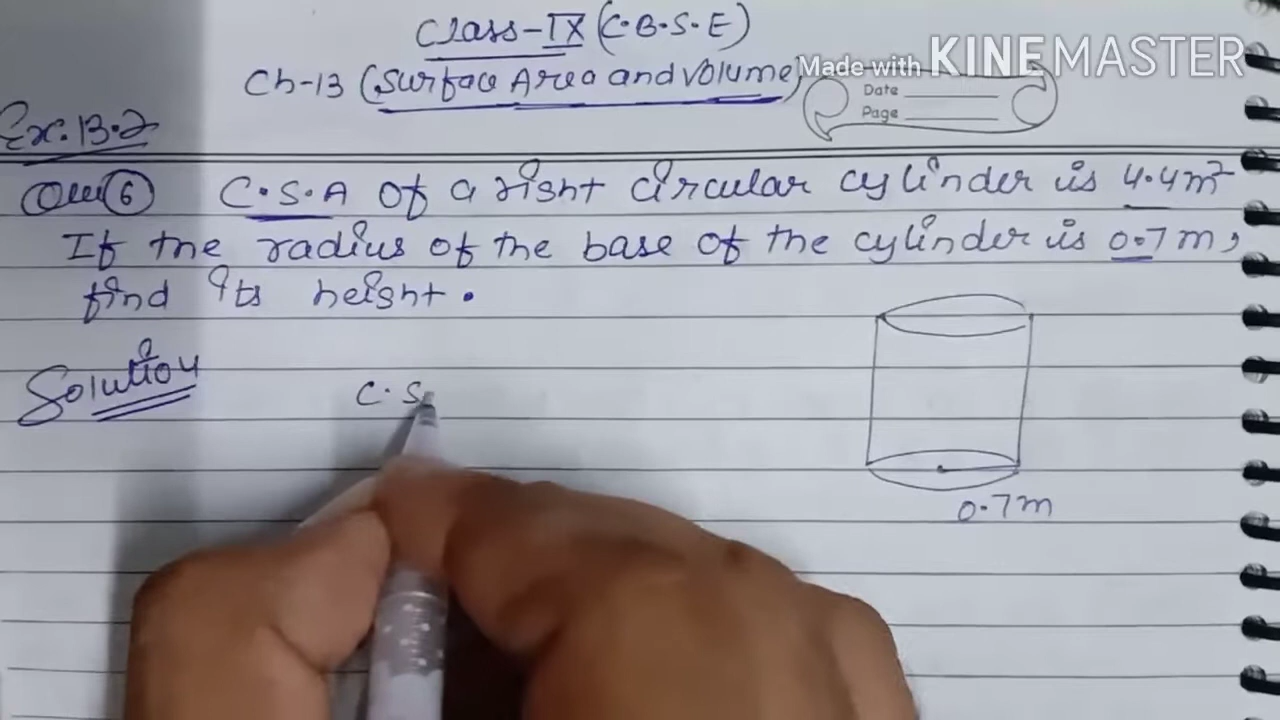 Class-IX (C.B.S.E)
Ch-13 (Surface Area and Volume)
Made with KINEMASTER
Date
Page
Ex. 13.2
Que 6 C.S.A of a right circular cylinder is 4.4m²
If the radius of the base of the cylinder is 0.7m,
find its height.
Solution
C.S
0.7m